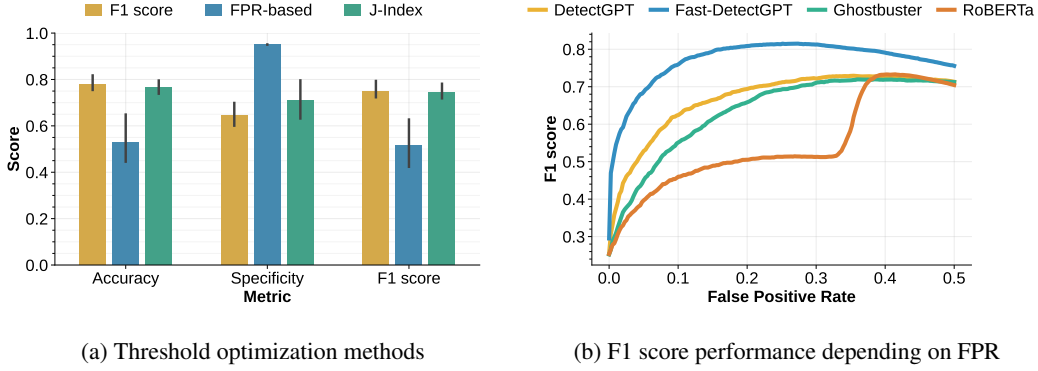 F1 score FPR-based J-Index
1.0
0.8
0.6
0.4
0.2
0.0
Score
Accuracy Specificity F1 score
Metric
(a) Threshold optimization methods
DetectGPT Fast-DetectGPT Ghostbuster RoBERTa
0.8
0.7
0.6
0.5
0.4
0.3
F1 score
0.0 0.1 0.2 0.3 0.4 0.5
False Positive Rate
(b) F1 score performance depending on FPR